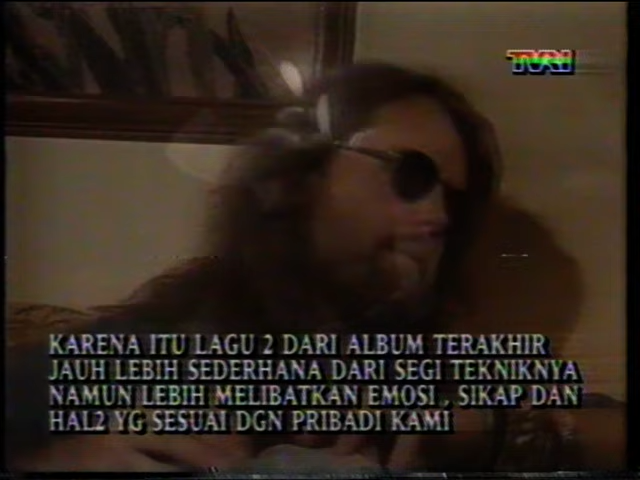 TVRI
KARENA ITU LAGU 2 DARI ALBUM TERAKHIR
JAUH LEBIH SEDERHANA DARI SEGI TEKNIKNYA
NAMUN LEBIH MELIBATKAN EMOSI , SIKAP DAN
HAL2 YG SESUAI DGN PRIBADI KAMI